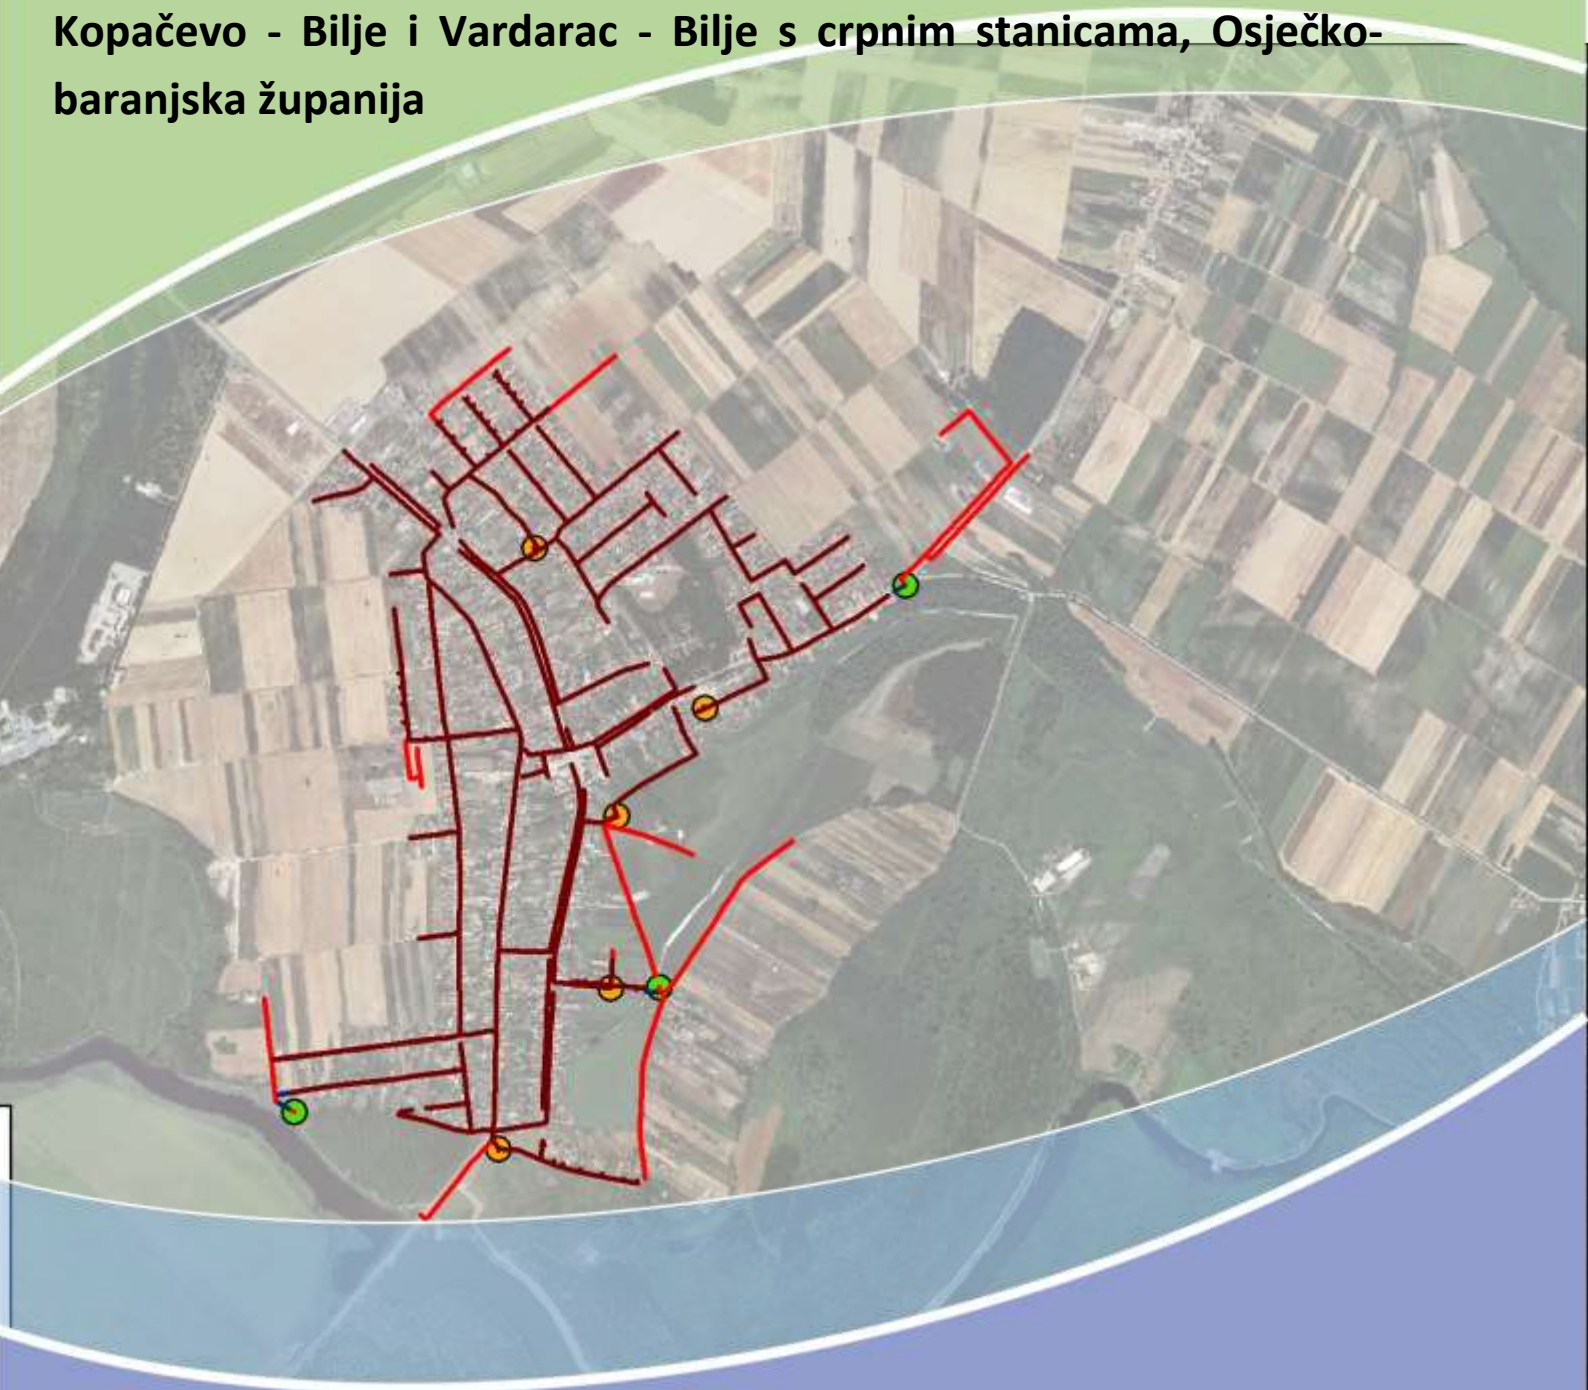 Kopačevo - Bilje i Vardarac - Bilje s crpnim stanicama, Osječko-
baranjska županija